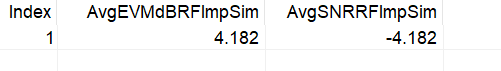 Index AvgEVMdBRFImpSim AvgSNRRFImpSim
1 4.182 -4.182